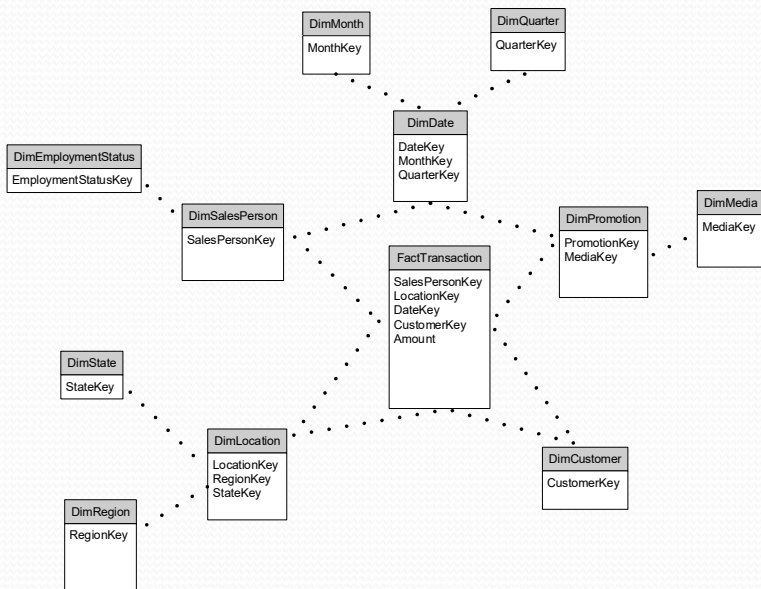 DimMonth
MonthKey
DimQuarter
QuarterKey
DimDate
DateKey
MonthKey
QuarterKey
DimEmploymentStatus
EmploymentStatusKey
DimSalesPerson
SalesPersonKey
DimPromotion
PromotionKey
MediaKey
DimMedia
MediaKey
FactTransaction
SalesPersonKey
LocationKey
DateKey
CustomerKey
Amount
DimState
StateKey
DimLocation
LocationKey
RegionKey
StateKey
DimCustomer
CustomerKey
DimRegion
RegionKey